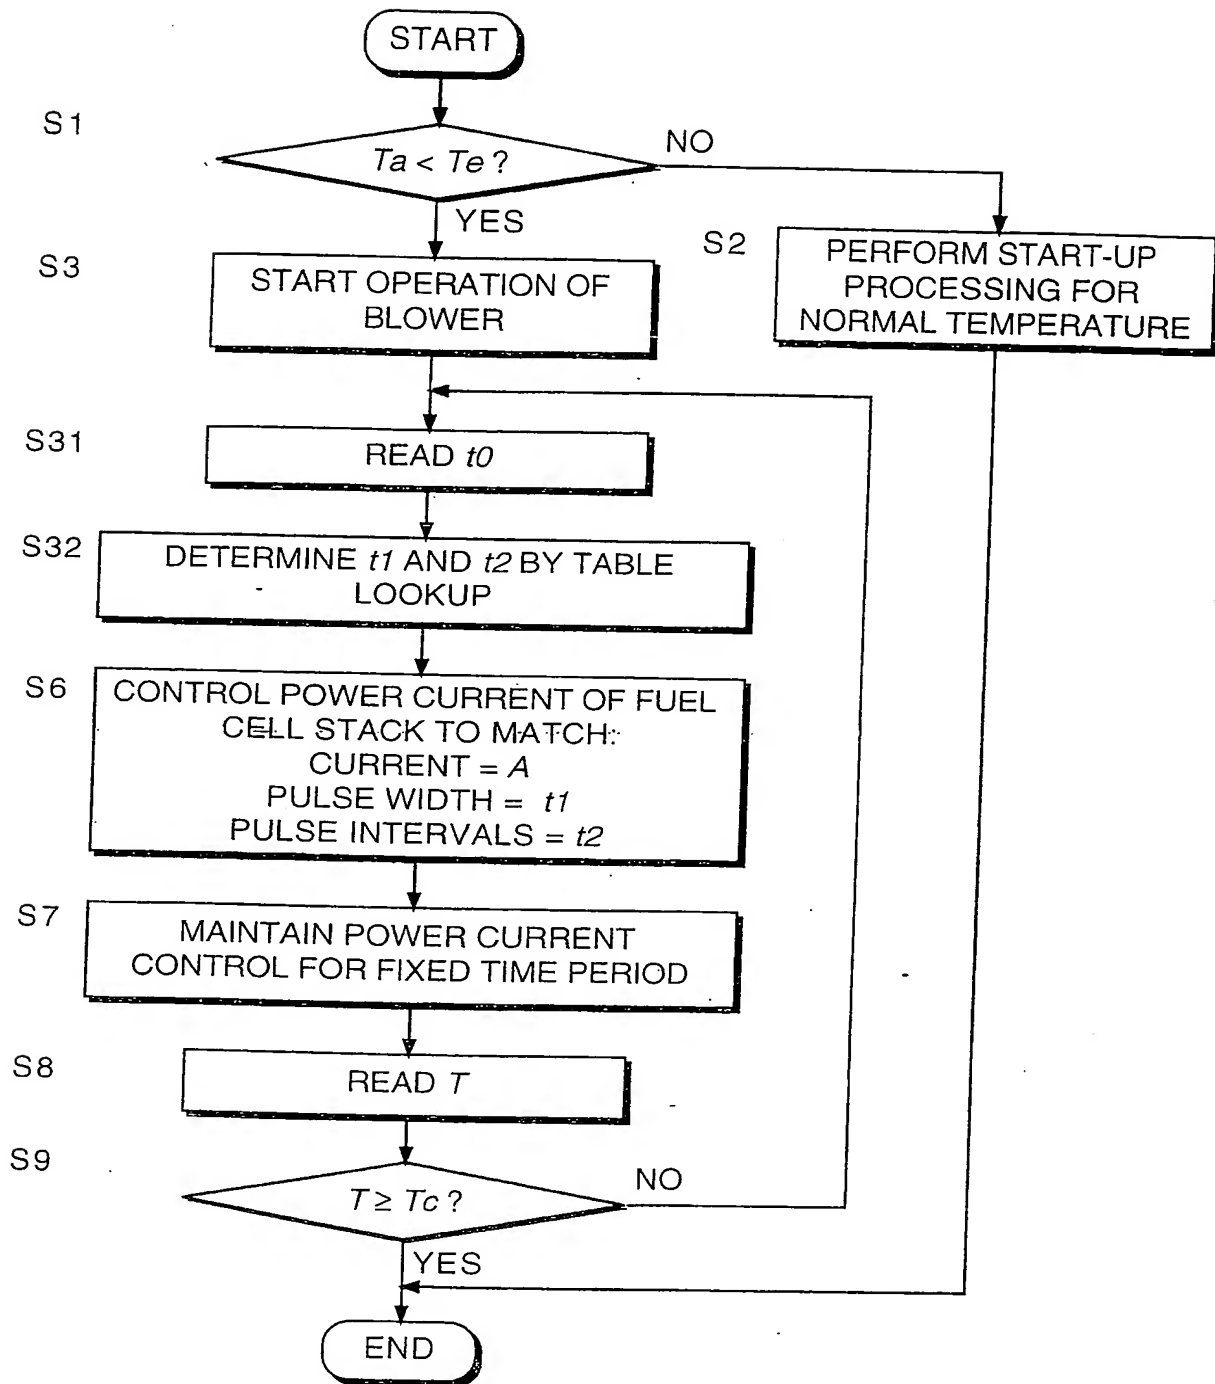 START
S1
Ta < Te ?
NO
YES
S2
PERFORM START-UP
PROCESSING FOR
NORMAL TEMPERATURE
S3
START OPERATION OF
BLOWER
S31
READ t0
S32
DETERMINE t1 AND t2 BY TABLE
LOOKUP
S6
CONTROL POWER CURRENT OF FUEL
CELL STACK TO MATCH:
CURRENT = A
PULSE WIDTH = t1
PULSE INTERVALS = t2
S7
MAINTAIN POWER CURRENT
CONTROL FOR FIXED TIME PERIOD
S8
READ T
S9
T ≥ Tc ?
NO
YES
END